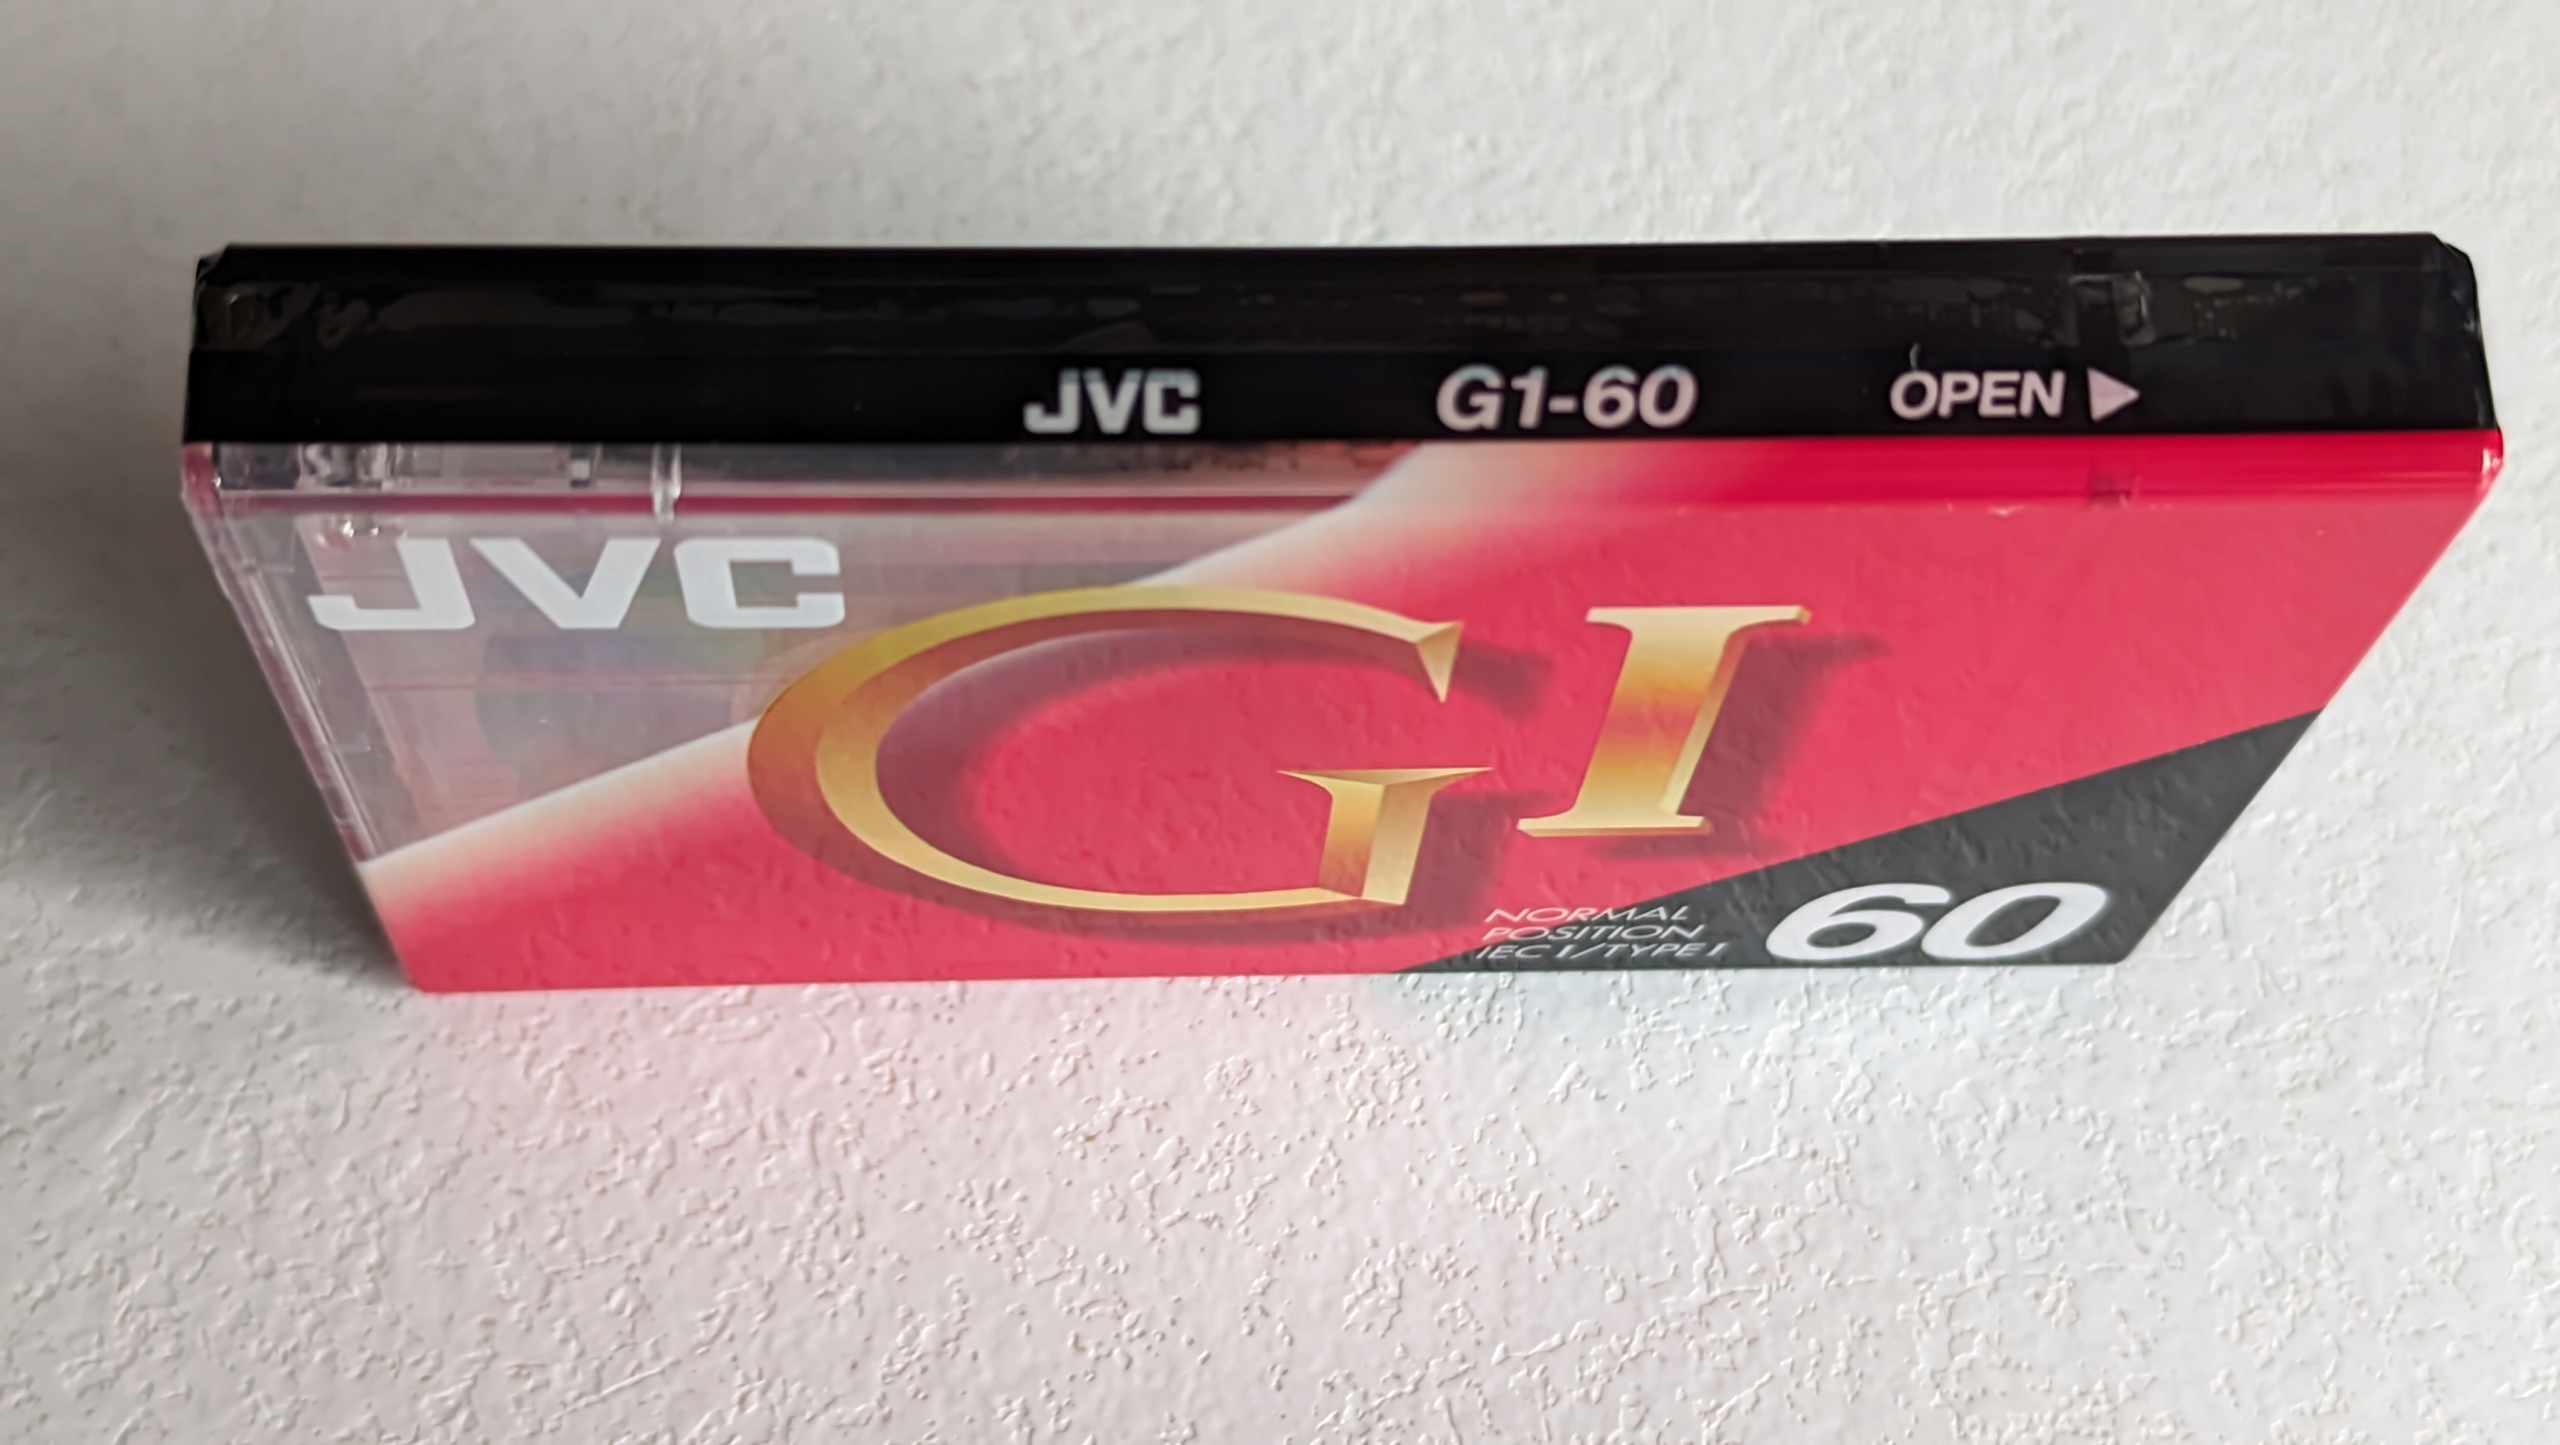 JVC G1-60 OPEN ▶
JVC
GI
NORMAL
POSITION
IEC I/TYPE I
60